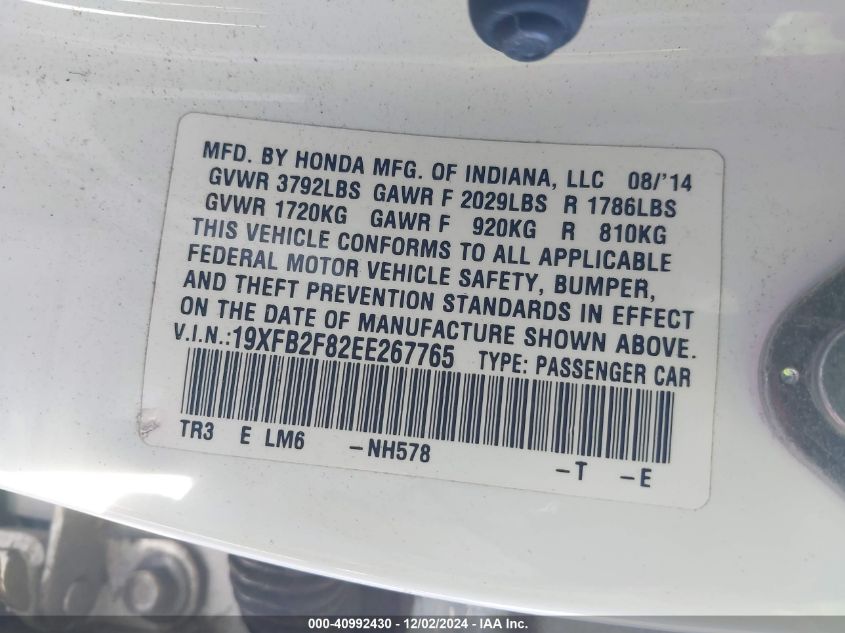 MFD. BY HONDA MFG. OF INDIANA, LLC 08/'14
GVWR 3792LBS GAWR F 2029LBS R 1786LBS
GVWR 1720KG GAWR F 920KG R 810KG
THIS VEHICLE CONFORMS TO ALL APPLICABLE
FEDERAL MOTOR VEHICLE SAFETY, BUMPER,
AND THEFT PREVENTION STANDARDS IN EFFECT
ON THE DATE OF MANUFACTURE SHOWN ABOVE.
V.I.N.:19XFB2F82EE267765 TYPE: PASSENGER CAR
TR3 E LM6 -NH578 -T -E
000-40992430 - 12/02/2024 - IAA Inc.